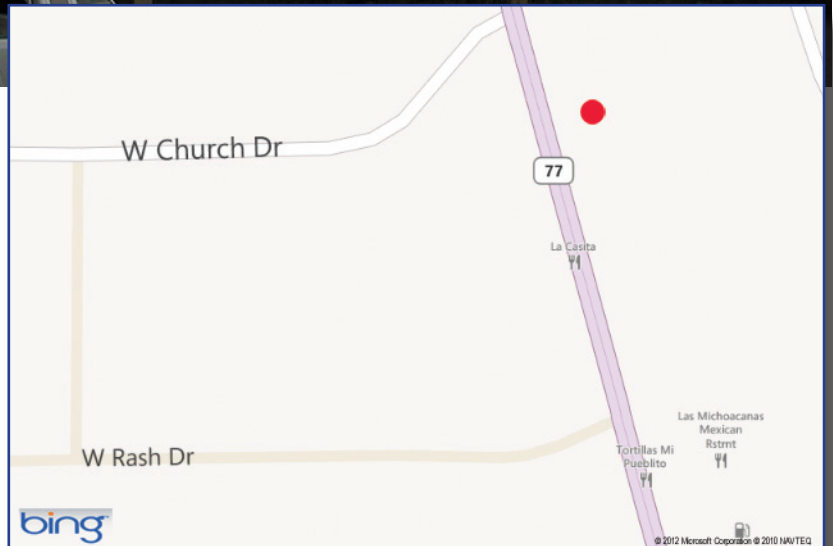 W Church Dr
77
La Casita
Las Michoacanas
Mexican
Rstrnt
W Rash Dr
Tortillas Mi
Pueblito
bing
© 2012 Microsoft Corporation © 2010 NAVTEQ